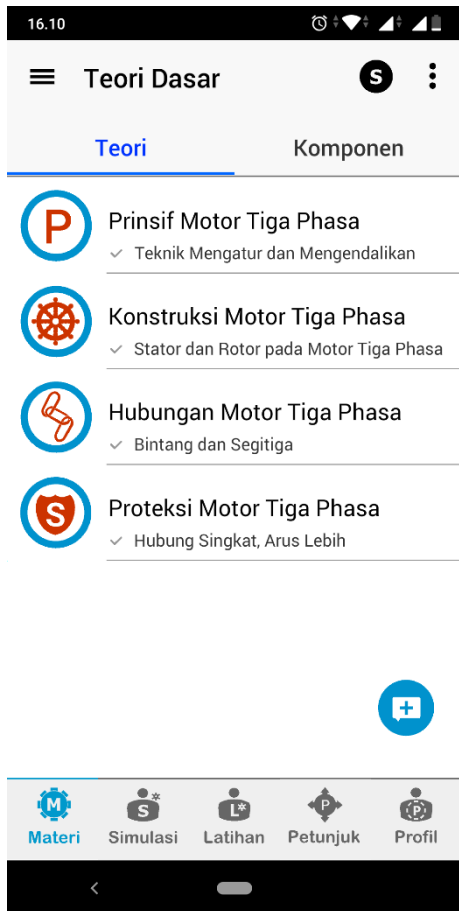 16.10
Teori Dasar
S
Teori
Komponen
P
Prinsif Motor Tiga Phasa
Teknik Mengatur dan Mengendalikan
Konstruksi Motor Tiga Phasa
Stator dan Rotor pada Motor Tiga Phasa
Hubungan Motor Tiga Phasa
Bintang dan Segitiga
S
Proteksi Motor Tiga Phasa
Hubung Singkat, Arus Lebih
M
S
L
P
P
Materi
Simulasi
Latihan
Petunjuk
Profil